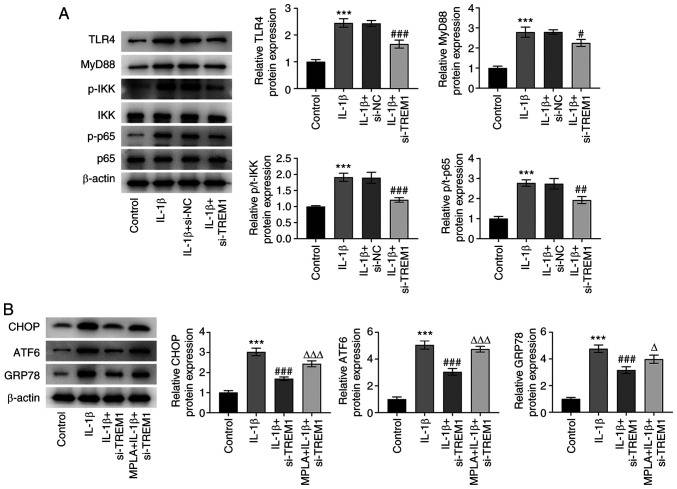 A
TLR4
MyD88
p-IKK
IKK
p-p65
p65
β-actin
Control
IL-1β
IL-1β+si-NC
IL-1β+
si-TREM1
Relative TLR4
protein expression
3
2
1
0
***
###
Control
IL-1β
IL-1β+
si-NC
IL-1β+
si-TREM1
Relative MyD88
protein expression
4
3
2
1
0
***
#
Control
IL-1β
IL-1β+
si-NC
IL-1β+
si-TREM1
Relative p/t-IKK
protein expression
2.5
2.0
1.5
1.0
0.5
0.0
***
###
Control
IL-1β
IL-1β+
si-NC
IL-1β+
si-TREM1
Relative p/t-p65
protein expression
4
3
2
1
0
***
##
Control
IL-1β
IL-1β+
si-NC
IL-1β+
si-TREM1
B
CHOP
ATF6
GRP78
β-actin
Control
IL-1β
IL-1β+
si-TREM1
MPLA+IL-1β+
si-TREM1
Relative CHOP
protein expression
4
3
2
1
0
***
###
ΔΔΔ
Control
IL-1β
IL-1β+
si-TREM1
MPLA+IL-1β+
si-TREM1
Relative ATF6
protein expression
6
4
2
0
***
###
ΔΔΔ
Control
IL-1β
IL-1β+
si-TREM1
MPLA+IL-1β+
si-TREM1
Relative GRP78
protein expression
6
4
2
0
***
###
Δ
Control
IL-1β
IL-1β+
si-TREM1
MPLA+IL-1β+
si-TREM1